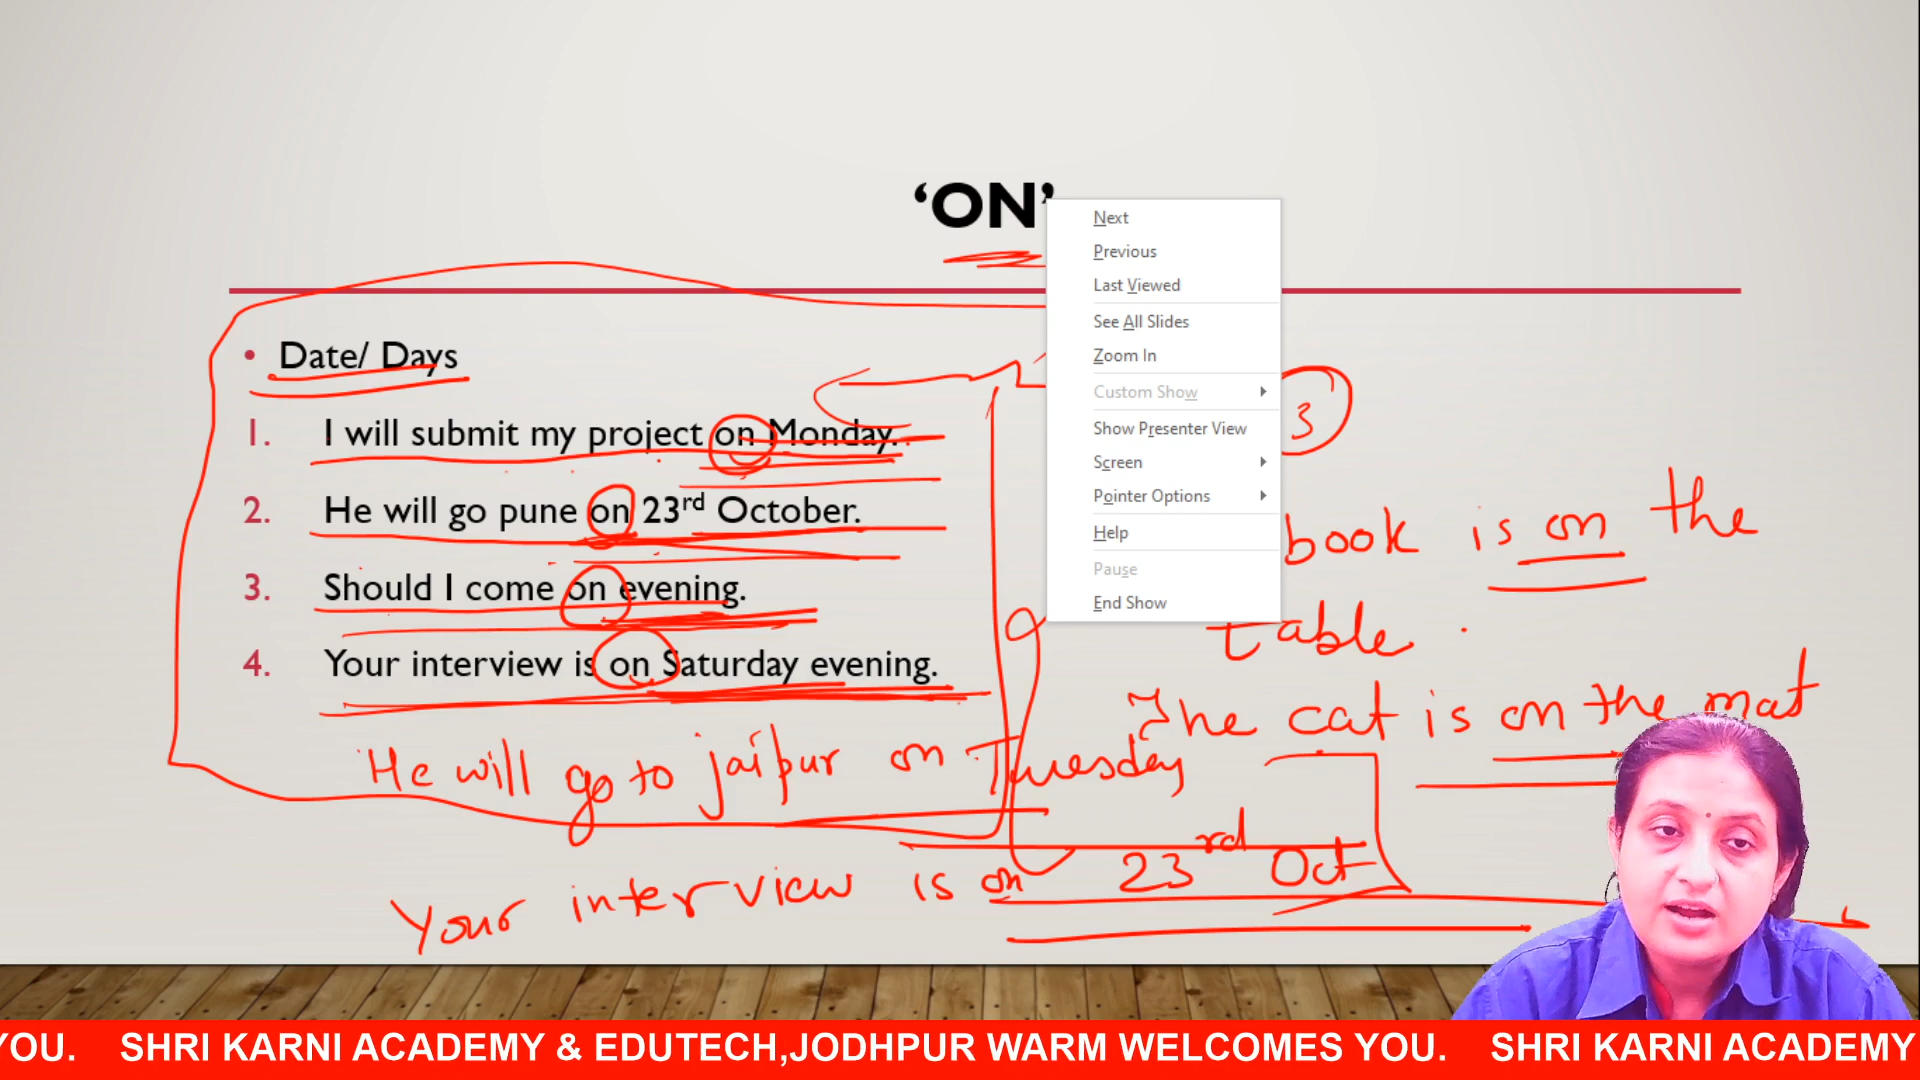 ‘ON’
Next
Previous
Last Viewed
See All Slides
Zoom In
Custom Show
Show Presenter View
Screen
Pointer Options
Help
Pause
End Show
• Date/ Days
1. I will submit my project on Monday.
2. He will go pune on 23rd October.
3. Should I come on evening.
4. Your interview is on Saturday evening.
3
book is on the
table.
The cat is on the mat
He will go to jaipur on Tuesday
Your interview is on 23rd Oct
YOU. SHRI KARNI ACADEMY & EDUTECH,JODHPUR WARM WELCOMES YOU. SHRI KARNI ACADEMY